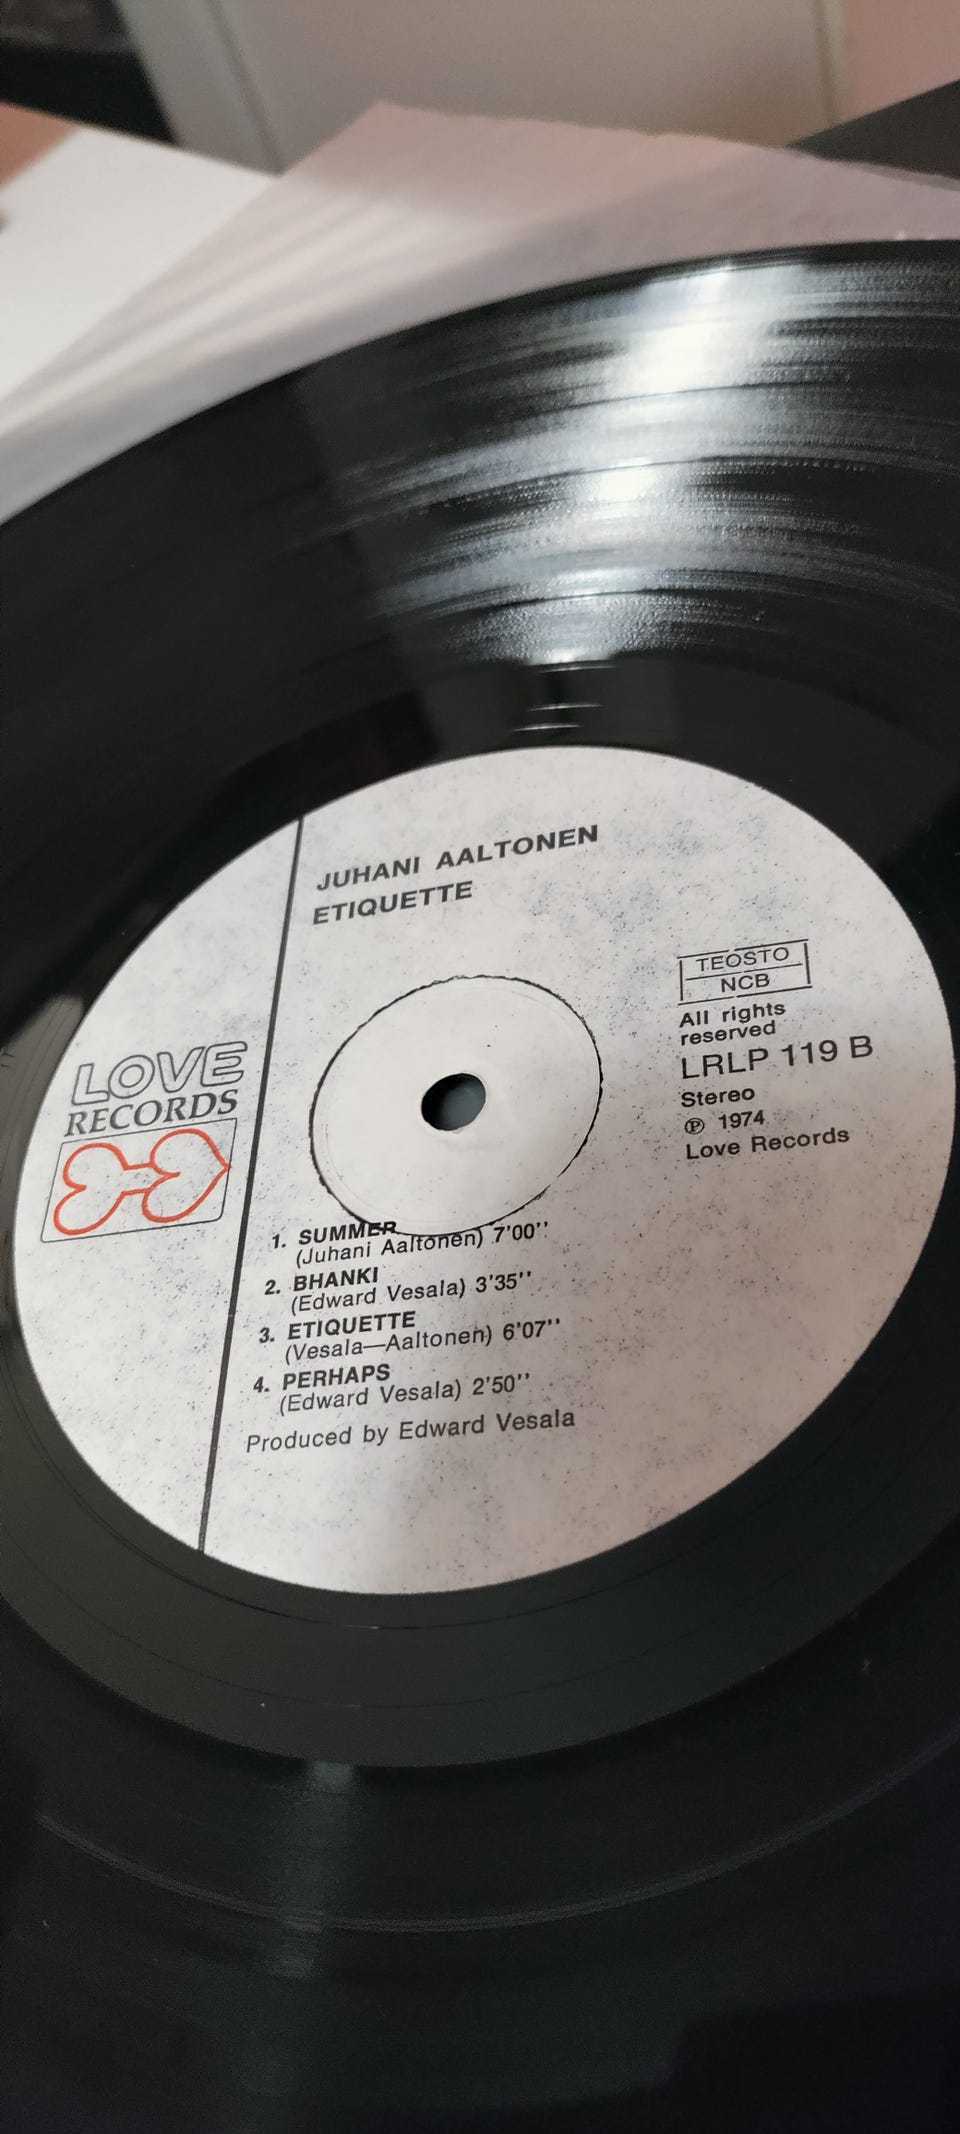 JUHANI AALTONEN
ETIQUETTE
TEOSTO
NCB
All rights
reserved
LRLP 119 B
Stereo
℗ 1974
Love Records
LOVE
RECORDS
1. SUMMER
(Juhani Aaltonen) 7'00''
2. BHANKI
(Edward Vesala) 3'35''
3. ETIQUETTE
(Vesala—Aaltonen) 6'07''
4. PERHAPS
(Edward Vesala) 2'50''
Produced by Edward Vesala